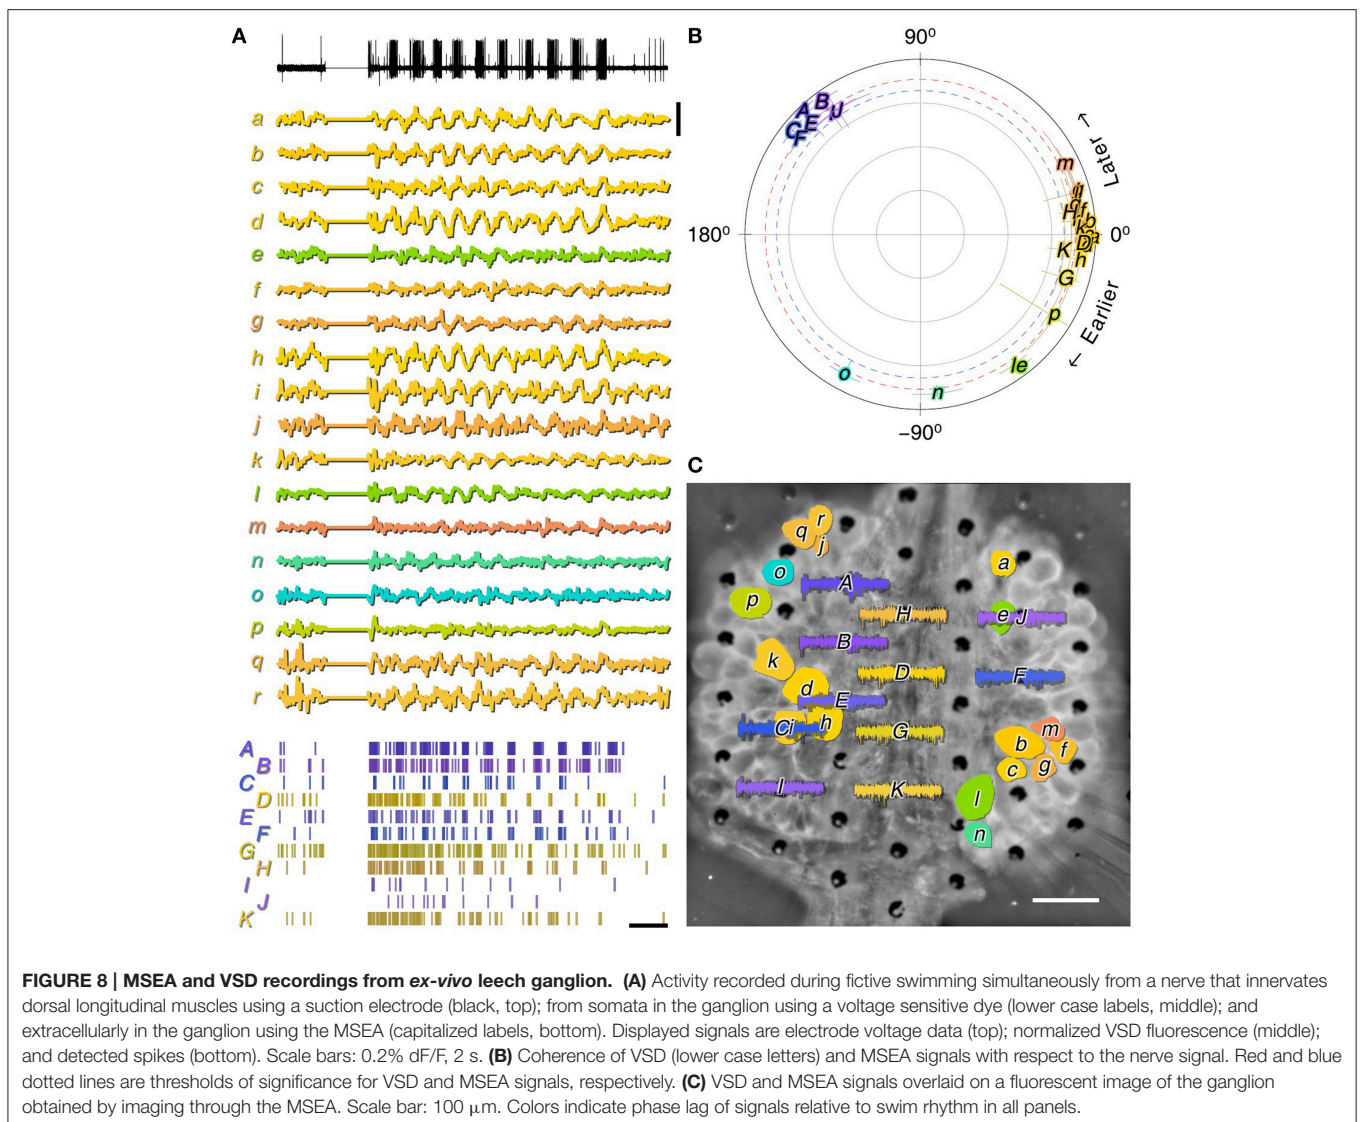 A
a
b
c
d
e
f
g
h
i
j
k
l
m
n
o
p
q
r
A
B
C
D
E
F
G
H
I
J
K
B
90º
180º
0º
−90º
Later →
← Earlier
A
B
J
C
E
F
m
H
f
b
k
D
a
K
h
G
p
le
n
o
C
r
q
j
o
p
A
H
B
k
D
d
E
Ci
h
G
I
K
a
e
J
F
m
b
f
c
g
l
n
FIGURE 8 | MSEA and VSD recordings from ex-vivo leech ganglion. (A) Activity recorded during fictive swimming simultaneously from a nerve that innervates
dorsal longitudinal muscles using a suction electrode (black, top); from somata in the ganglion using a voltage sensitive dye (lower case labels, middle); and
extracellularly in the ganglion using the MSEA (capitalized labels, bottom). Displayed signals are electrode voltage data (top); normalized VSD fluorescence (middle);
and detected spikes (bottom). Scale bars: 0.2% dF/F, 2 s. (B) Coherence of VSD (lower case letters) and MSEA signals with respect to the nerve signal. Red and blue
dotted lines are thresholds of significance for VSD and MSEA signals, respectively. (C) VSD and MSEA signals overlaid on a fluorescent image of the ganglion
obtained by imaging through the MSEA. Scale bar: 100 μm. Colors indicate phase lag of signals relative to swim rhythm in all panels.